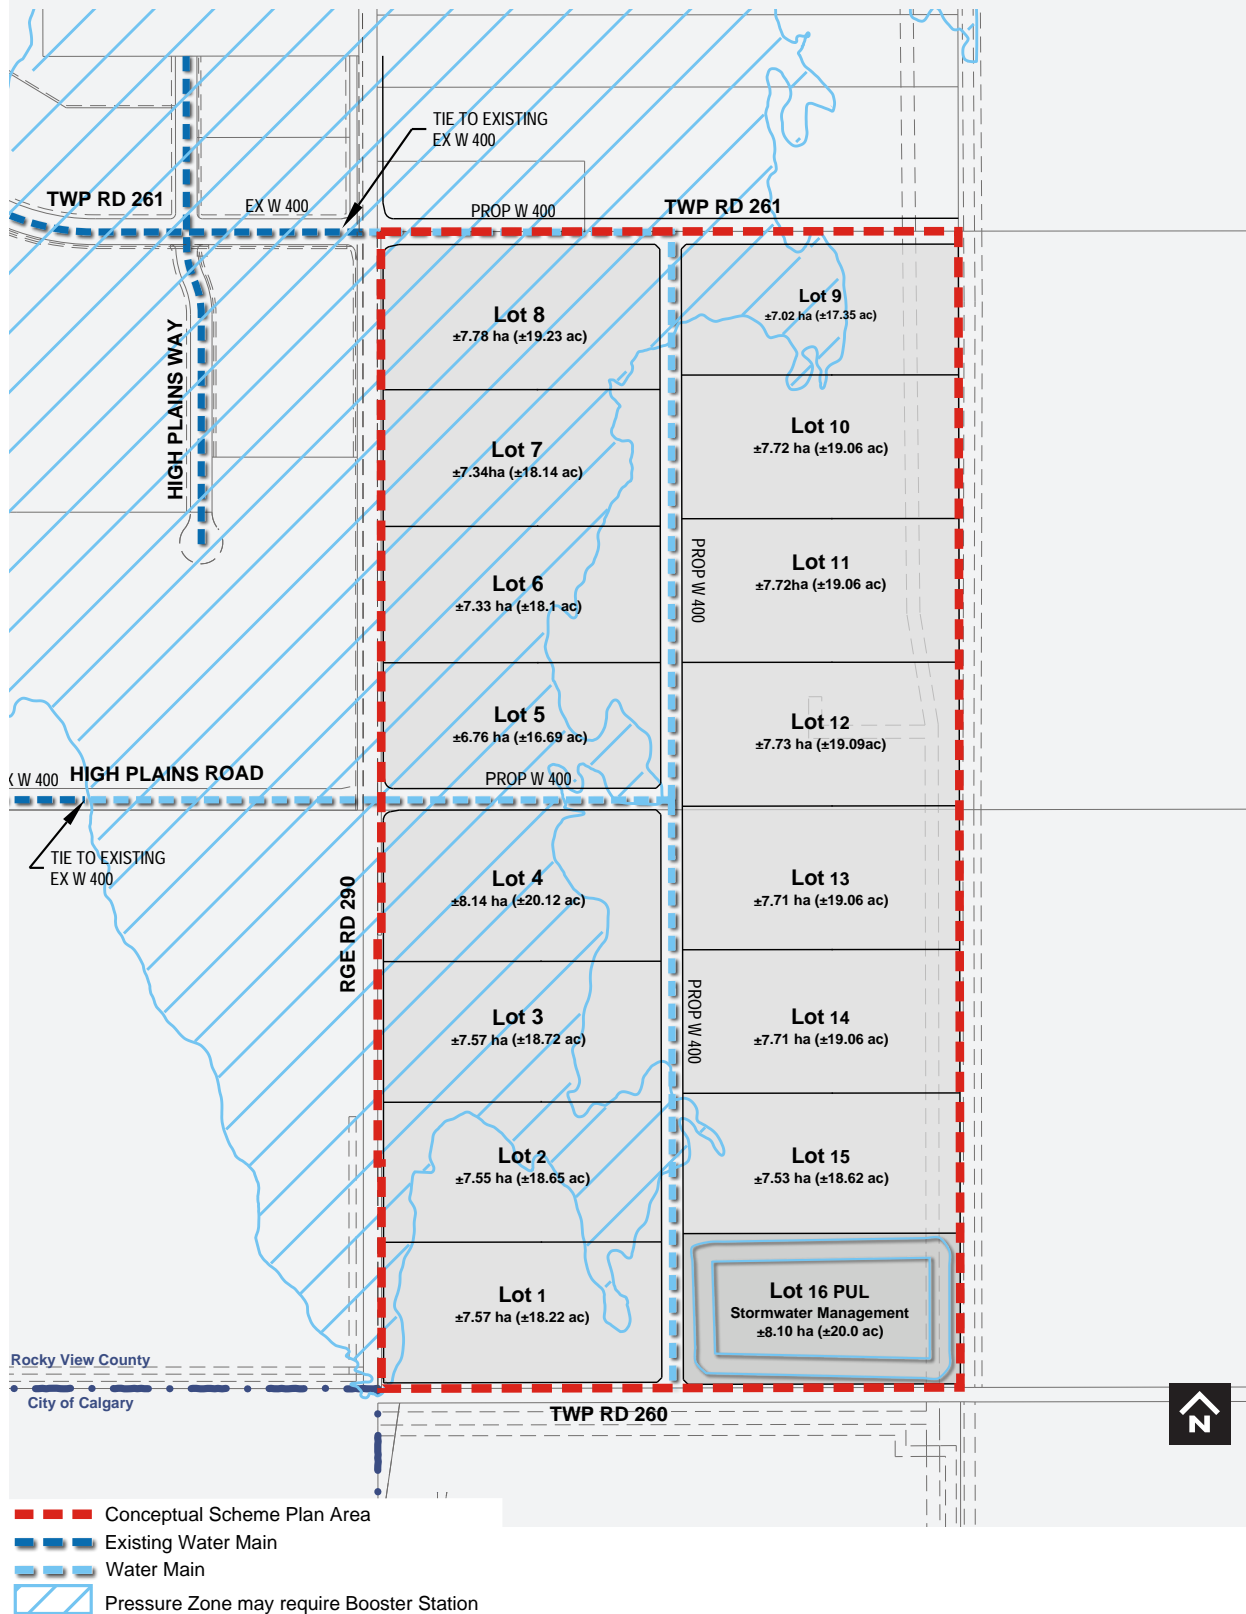 TIE TO EXISTING
EX W 400
TWP RD 261
EX W 400
PROP W 400
TWP RD 261
HIGH PLAINS WAY
Lot 8
±7.78 ha (±19.23 ac)
Lot 9
±7.02 ha (±17.35 ac)
Lot 7
±7.34ha (±18.14 ac)
Lot 10
±7.72 ha (±19.06 ac)
Lot 6
±7.33 ha (±18.1 ac)
PROP W 400
Lot 11
±7.72ha (±19.06 ac)
Lot 5
±6.76 ha (±16.69 ac)
Lot 12
±7.73 ha (±19.09ac)
X W 400
HIGH PLAINS ROAD
PROP W 400
TIE TO EXISTING
EX W 400
RGE RD 290
Lot 4
±8.14 ha (±20.12 ac)
Lot 13
±7.71 ha (±19.06 ac)
Lot 3
±7.57 ha (±18.72 ac)
PROP W 400
Lot 14
±7.71 ha (±19.06 ac)
Lot 2
±7.55 ha (±18.65 ac)
Lot 15
±7.53 ha (±18.62 ac)
Lot 1
±7.57 ha (±18.22 ac)
Lot 16 PUL
Stormwater Management
±8.10 ha (±20.0 ac)
Rocky View County
City of Calgary
TWP RD 260
N
Conceptual Scheme Plan Area
Existing Water Main
Water Main
Pressure Zone may require Booster Station